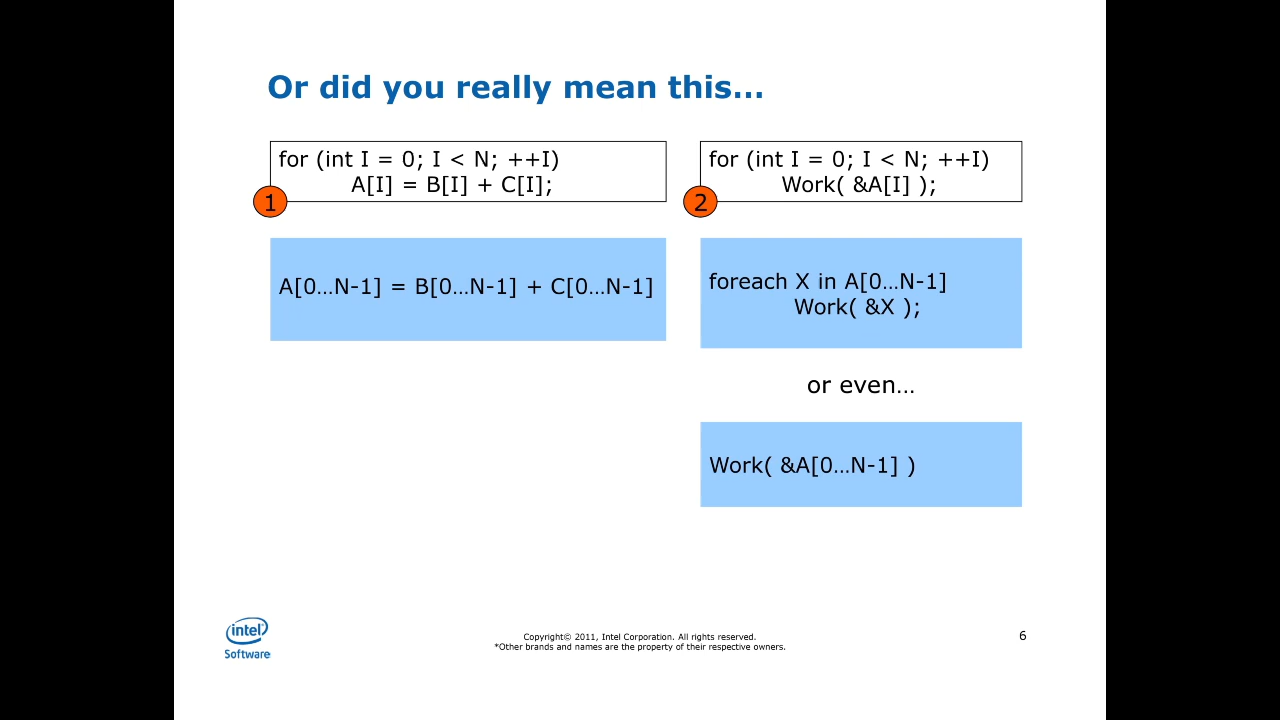 Or did you really mean this…
for (int I = 0; I < N; ++I)
A[I] = B[I] + C[I];
1
A[0…N-1] = B[0…N-1] + C[0…N-1]
for (int I = 0; I < N; ++I)
Work( &A[I] );
2
foreach X in A[0…N-1]
Work( &X );
or even…
Work( &A[0…N-1] )
intel
Software
Copyright© 2011, Intel Corporation. All rights reserved.
*Other brands and names are the property of their respective owners.
6